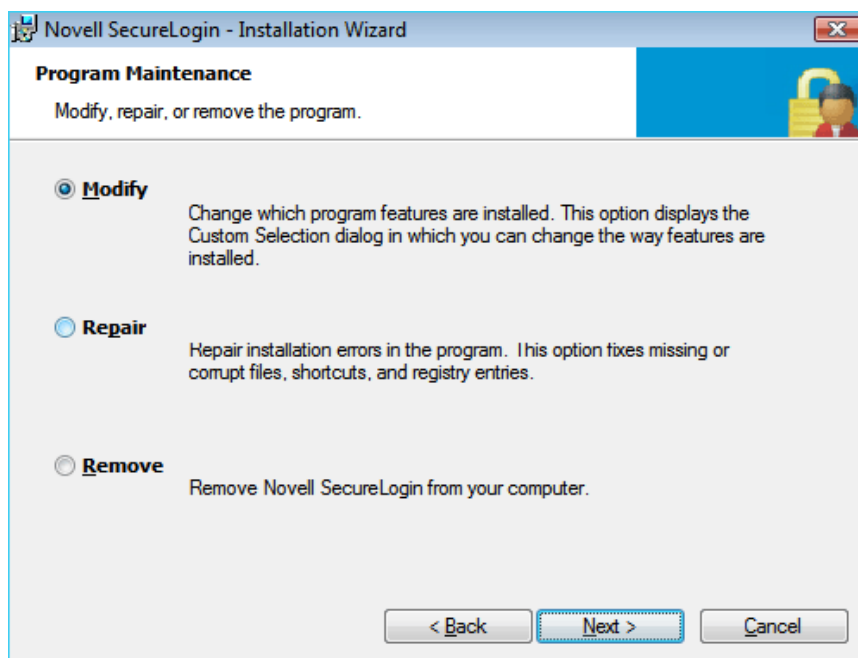 Novell SecureLogin - Installation Wizard
Program Maintenance
Modify, repair, or remove the program.
Modify
Change which program features are installed. This option displays the
Custom Selection dialog in which you can change the way features are
installed.
Repair
Repair installation errors in the program. This option fixes missing or
corrupt files, shortcuts, and registry entries.
Remove
Remove Novell SecureLogin from your computer.
< Back
Next >
Cancel